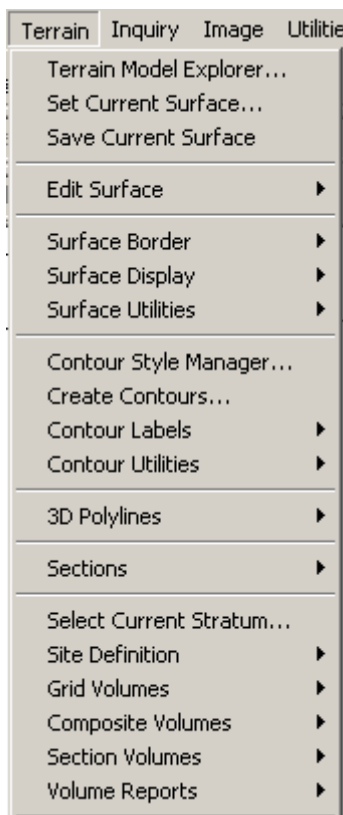 Terrain Inquiry Image Utilitie
Terrain Model Explorer...
Set Current Surface...
Save Current Surface
Edit Surface
Surface Border
Surface Display
Surface Utilities
Contour Style Manager...
Create Contours...
Contour Labels
Contour Utilities
3D Polylines
Sections
Select Current Stratum...
Site Definition
Grid Volumes
Composite Volumes
Section Volumes
Volume Reports